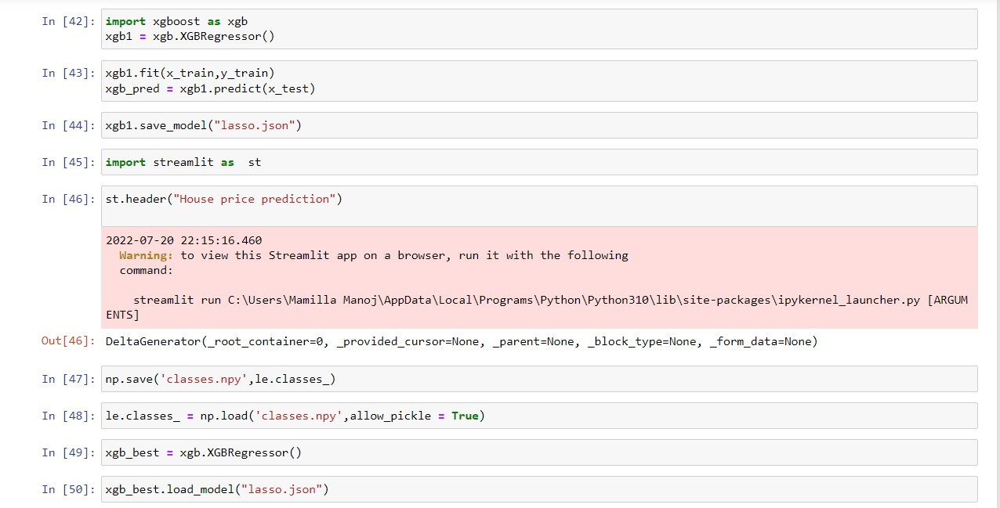 In [42]: import xgboost as xgb
xgb1 = xgb.XGBRegressor()
In [43]: xgb1.fit(x_train,y_train)
xgb_pred = xgb1.predict(x_test)
In [44]: xgb1.save_model("lasso.json")
In [45]: import streamlit as  st
In [46]: st.header("House price prediction")
2022-07-20 22:15:16.460
Warning: to view this Streamlit app on a browser, run it with the following
command:
streamlit run C:\Users\Mamilla Manoj\AppData\Local\Programs\Python\Python310\lib\site-packages\ipykernel_launcher.py [ARGUM
ENTS]
Out[46]: DeltaGenerator(_root_container=0, _provided_cursor=None, _parent=None, _block_type=None, _form_data=None)
In [47]: np.save('classes.npy',le.classes_)
In [48]: le.classes_ = np.load('classes.npy',allow_pickle = True)
In [49]: xgb_best = xgb.XGBRegressor()
In [50]: xgb_best.load_model("lasso.json")